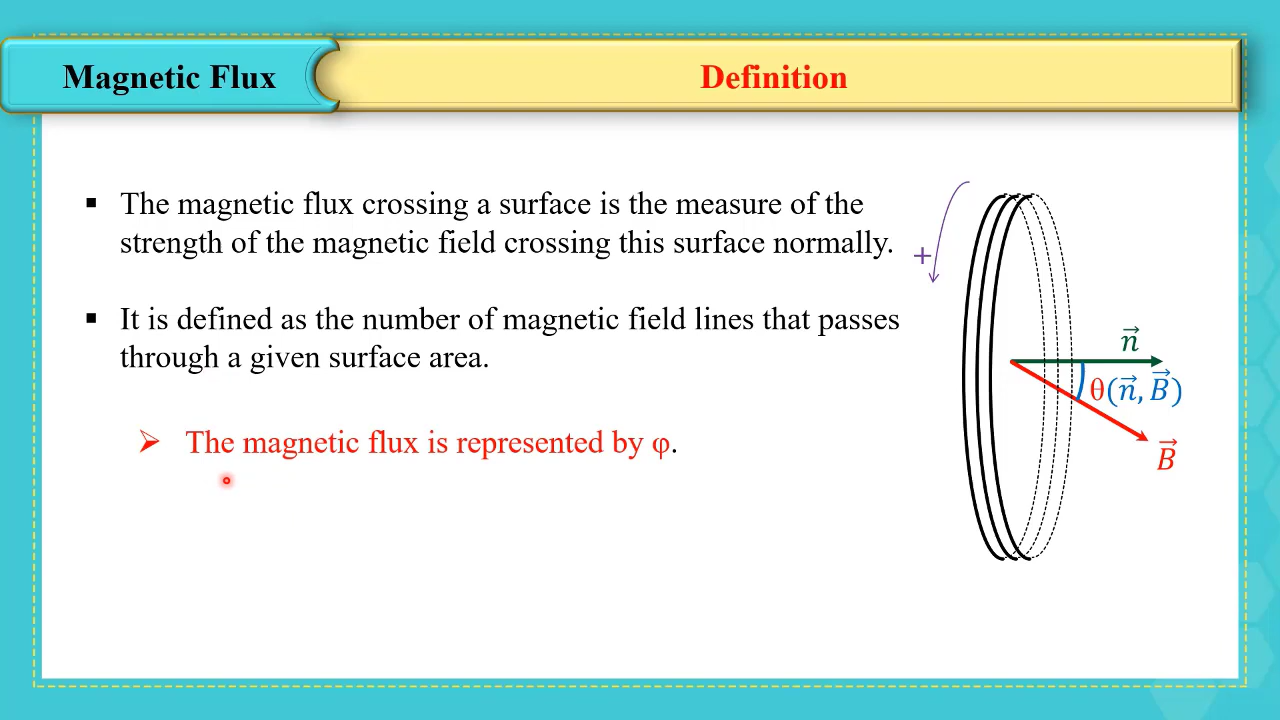 Magnetic Flux
Definition
▪ The magnetic flux crossing a surface is the measure of the
strength of the magnetic field crossing this surface normally.
▪ It is defined as the number of magnetic field lines that passes
through a given surface area.
➢ The magnetic flux is represented by φ.
+
n⃗
θ(n⃗, B⃗)
B⃗